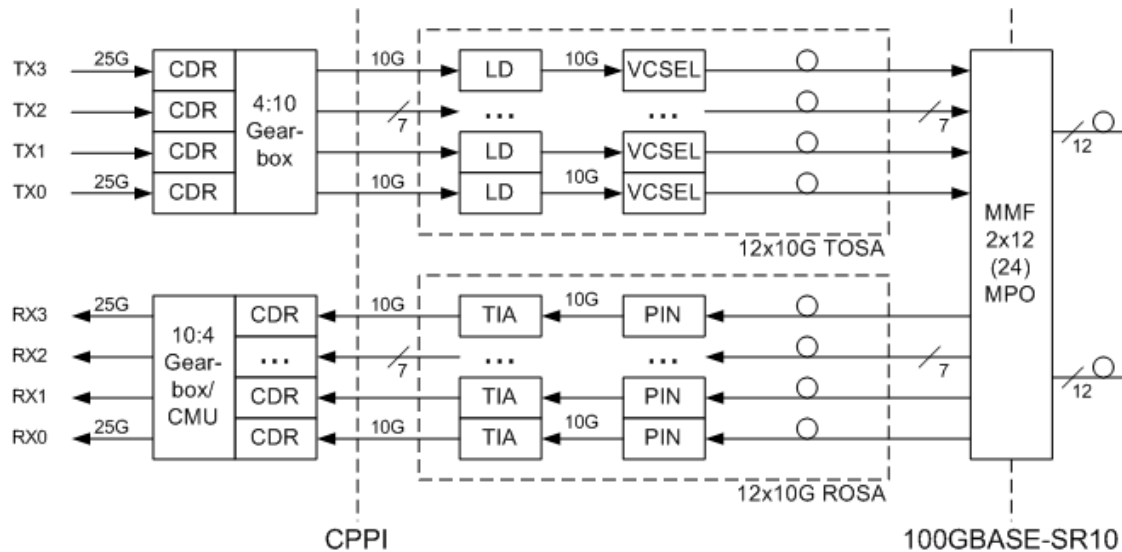 TX3 25G CDR 10G LD 10G VCSEL
TX2 CDR 7 ... ... 7
TX1 CDR LD VCSEL
TX0 25G CDR 10G LD 10G VCSEL
4:10
Gear-
box
12x10G TOSA
12
MMF
2x12
(24)
MPO
12
RX3 25G CDR 10G TIA 10G PIN
RX2 ... 7 ... ... 7
RX1 CDR TIA PIN
RX0 25G CDR 10G TIA 10G PIN
10:4
Gear-
box/
CMU
12x10G ROSA
CPPI
100GBASE-SR10